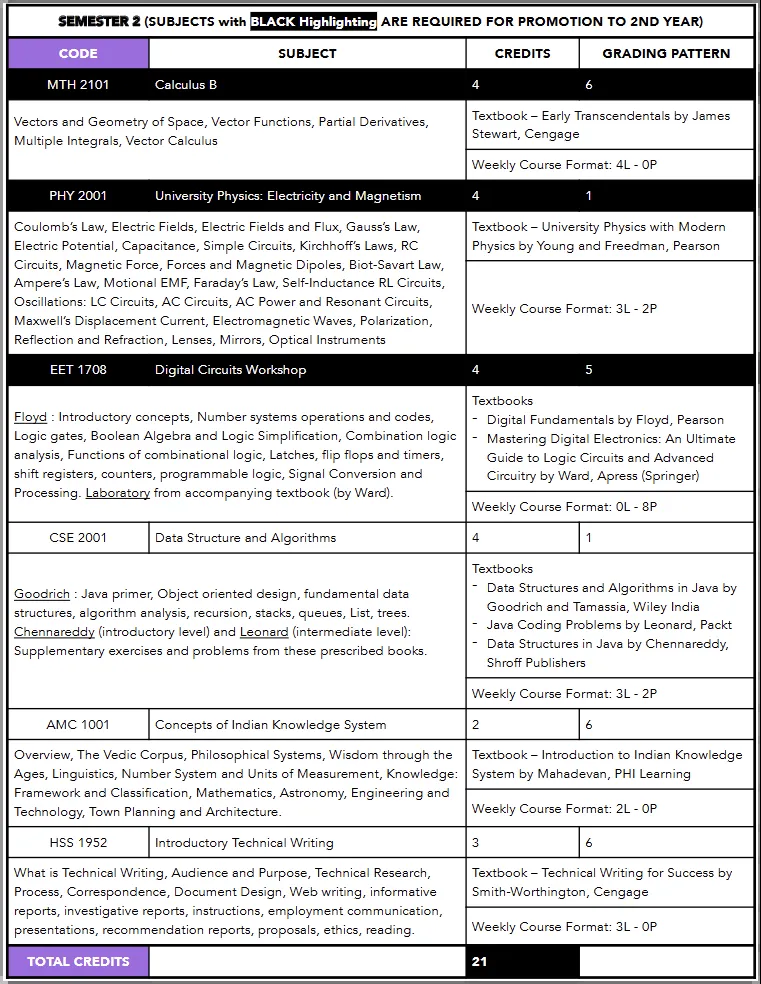 SEMESTER 2 (SUBJECTS with BLACK Highlighting ARE REQUIRED FOR PROMOTION TO 2ND YEAR)
CODE SUBJECT CREDITS GRADING PATTERN
MTH 2101 Calculus B 4 6
Vectors and Geometry of Space, Vector Functions, Partial Derivatives,
Multiple Integrals, Vector Calculus
Textbook – Early Transcendentals by James
Stewart, Cengage
Weekly Course Format: 4L - 0P
PHY 2001 University Physics: Electricity and Magnetism 4 1
Coulomb’s Law, Electric Fields, Electric Fields and Flux, Gauss’s Law,
Electric Potential, Capacitance, Simple Circuits, Kirchhoff’s Laws, RC
Circuits, Magnetic Force, Forces and Magnetic Dipoles, Biot-Savart Law,
Ampere’s Law, Motional EMF, Faraday’s Law, Self-Inductance RL Circuits,
Oscillations: LC Circuits, AC Circuits, AC Power and Resonant Circuits,
Maxwell’s Displacement Current, Electromagnetic Waves, Polarization,
Reflection and Refraction, Lenses, Mirrors, Optical Instruments
Textbook – University Physics with Modern
Physics by Young and Freedman, Pearson
Weekly Course Format: 3L - 2P
EET 1708 Digital Circuits Workshop 4 5
Floyd : Introductory concepts, Number systems operations and codes,
Logic gates, Boolean Algebra and Logic Simplification, Combination logic
analysis, Functions of combinational logic, Latches, flip flops and timers,
shift registers, counters, programmable logic, Signal Conversion and
Processing. Laboratory from accompanying textbook (by Ward).
Textbooks
- Digital Fundamentals by Floyd, Pearson
- Mastering Digital Electronics: An Ultimate
Guide to Logic Circuits and Advanced
Circuitry by Ward, Apress (Springer)
Weekly Course Format: 0L - 8P
CSE 2001 Data Structure and Algorithms 4 1
Goodrich : Java primer, Object oriented design, fundamental data
structures, algorithm analysis, recursion, stacks, queues, List, trees.
Chennareddy (introductory level) and Leonard (intermediate level):
Supplementary exercises and problems from these prescribed books.
Textbooks
- Data Structures and Algorithms in Java by
Goodrich and Tamassia, Wiley India
- Java Coding Problems by Leonard, Packt
- Data Structures in Java by Chennareddy,
Shroff Publishers
Weekly Course Format: 3L - 2P
AMC 1001 Concepts of Indian Knowledge System 2 6
Overview, The Vedic Corpus, Philosophical Systems, Wisdom through the
Ages, Linguistics, Number System and Units of Measurement, Knowledge:
Framework and Classification, Mathematics, Astronomy, Engineering and
Technology, Town Planning and Architecture.
Textbook – Introduction to Indian Knowledge
System by Mahadevan, PHI Learning
Weekly Course Format: 2L - 0P
HSS 1952 Introductory Technical Writing 3 6
What is Technical Writing, Audience and Purpose, Technical Research,
Process, Correspondence, Document Design, Web writing, informative
reports, investigative reports, instructions, employment communication,
presentations, recommendation reports, proposals, ethics, reading.
Textbook – Technical Writing for Success by
Smith-Worthington, Cengage
Weekly Course Format: 3L - 0P
TOTAL CREDITS 21